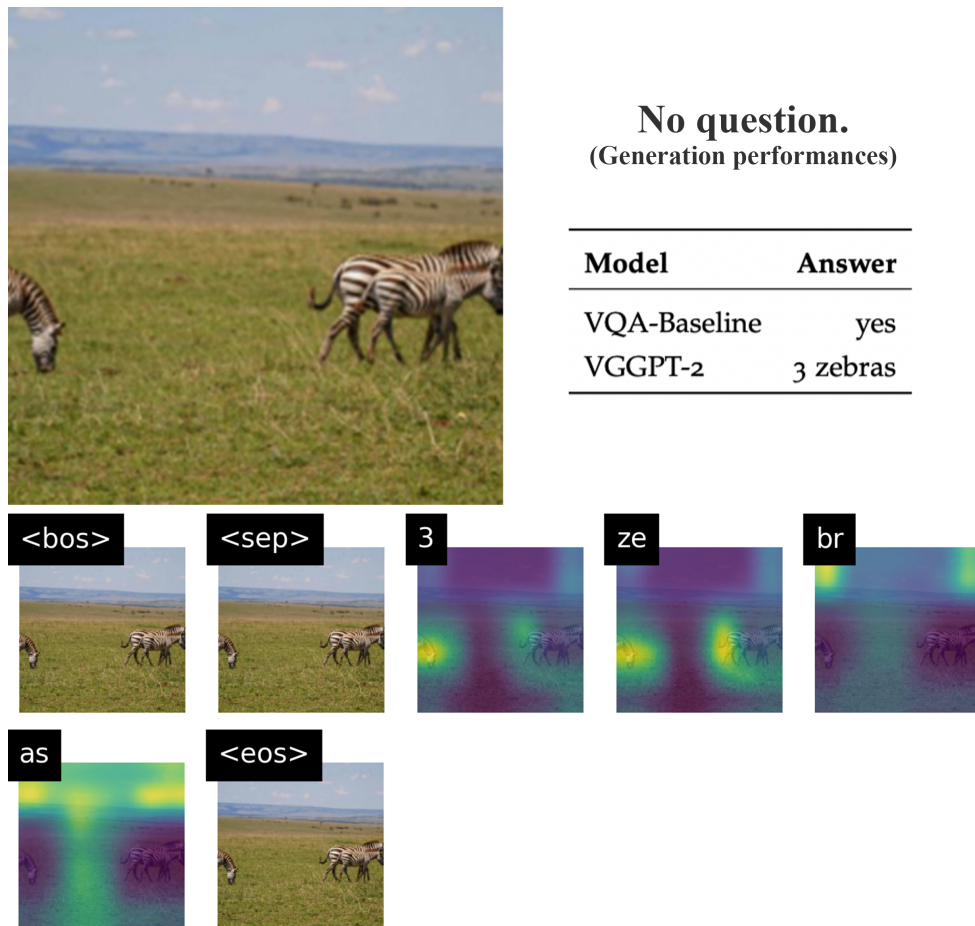 No question.
(Generation performances)
Model Answer
VQA-Baseline yes
VGGPT-2 3 zebras
<bos> <sep> 3 ze br
as <eos>